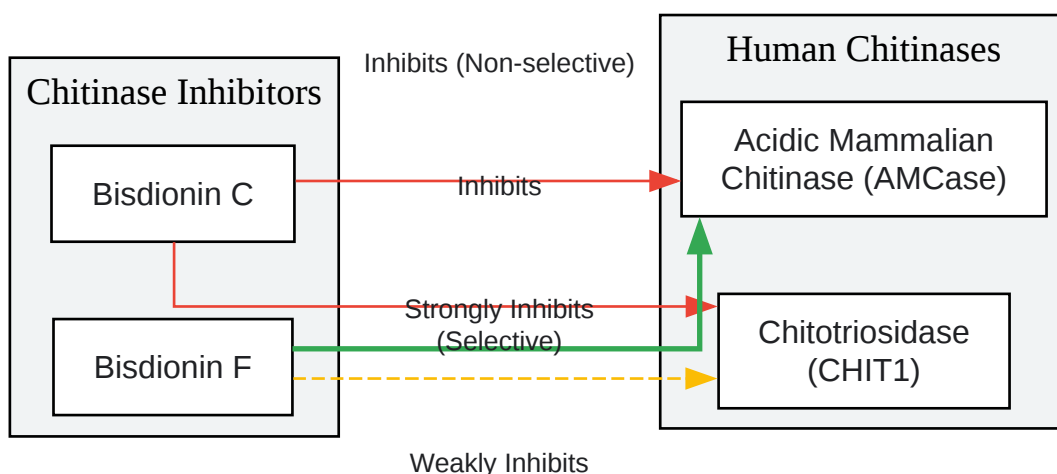 Chitinase Inhibitors
Bisdionin C
Bisdionin F
Inhibits (Non-selective)
Inhibits
Strongly Inhibits
(Selective)
Weakly Inhibits
Human Chitinases
Acidic Mammalian
Chitinase (AMCase)
Chitotriosidase
(CHIT1)